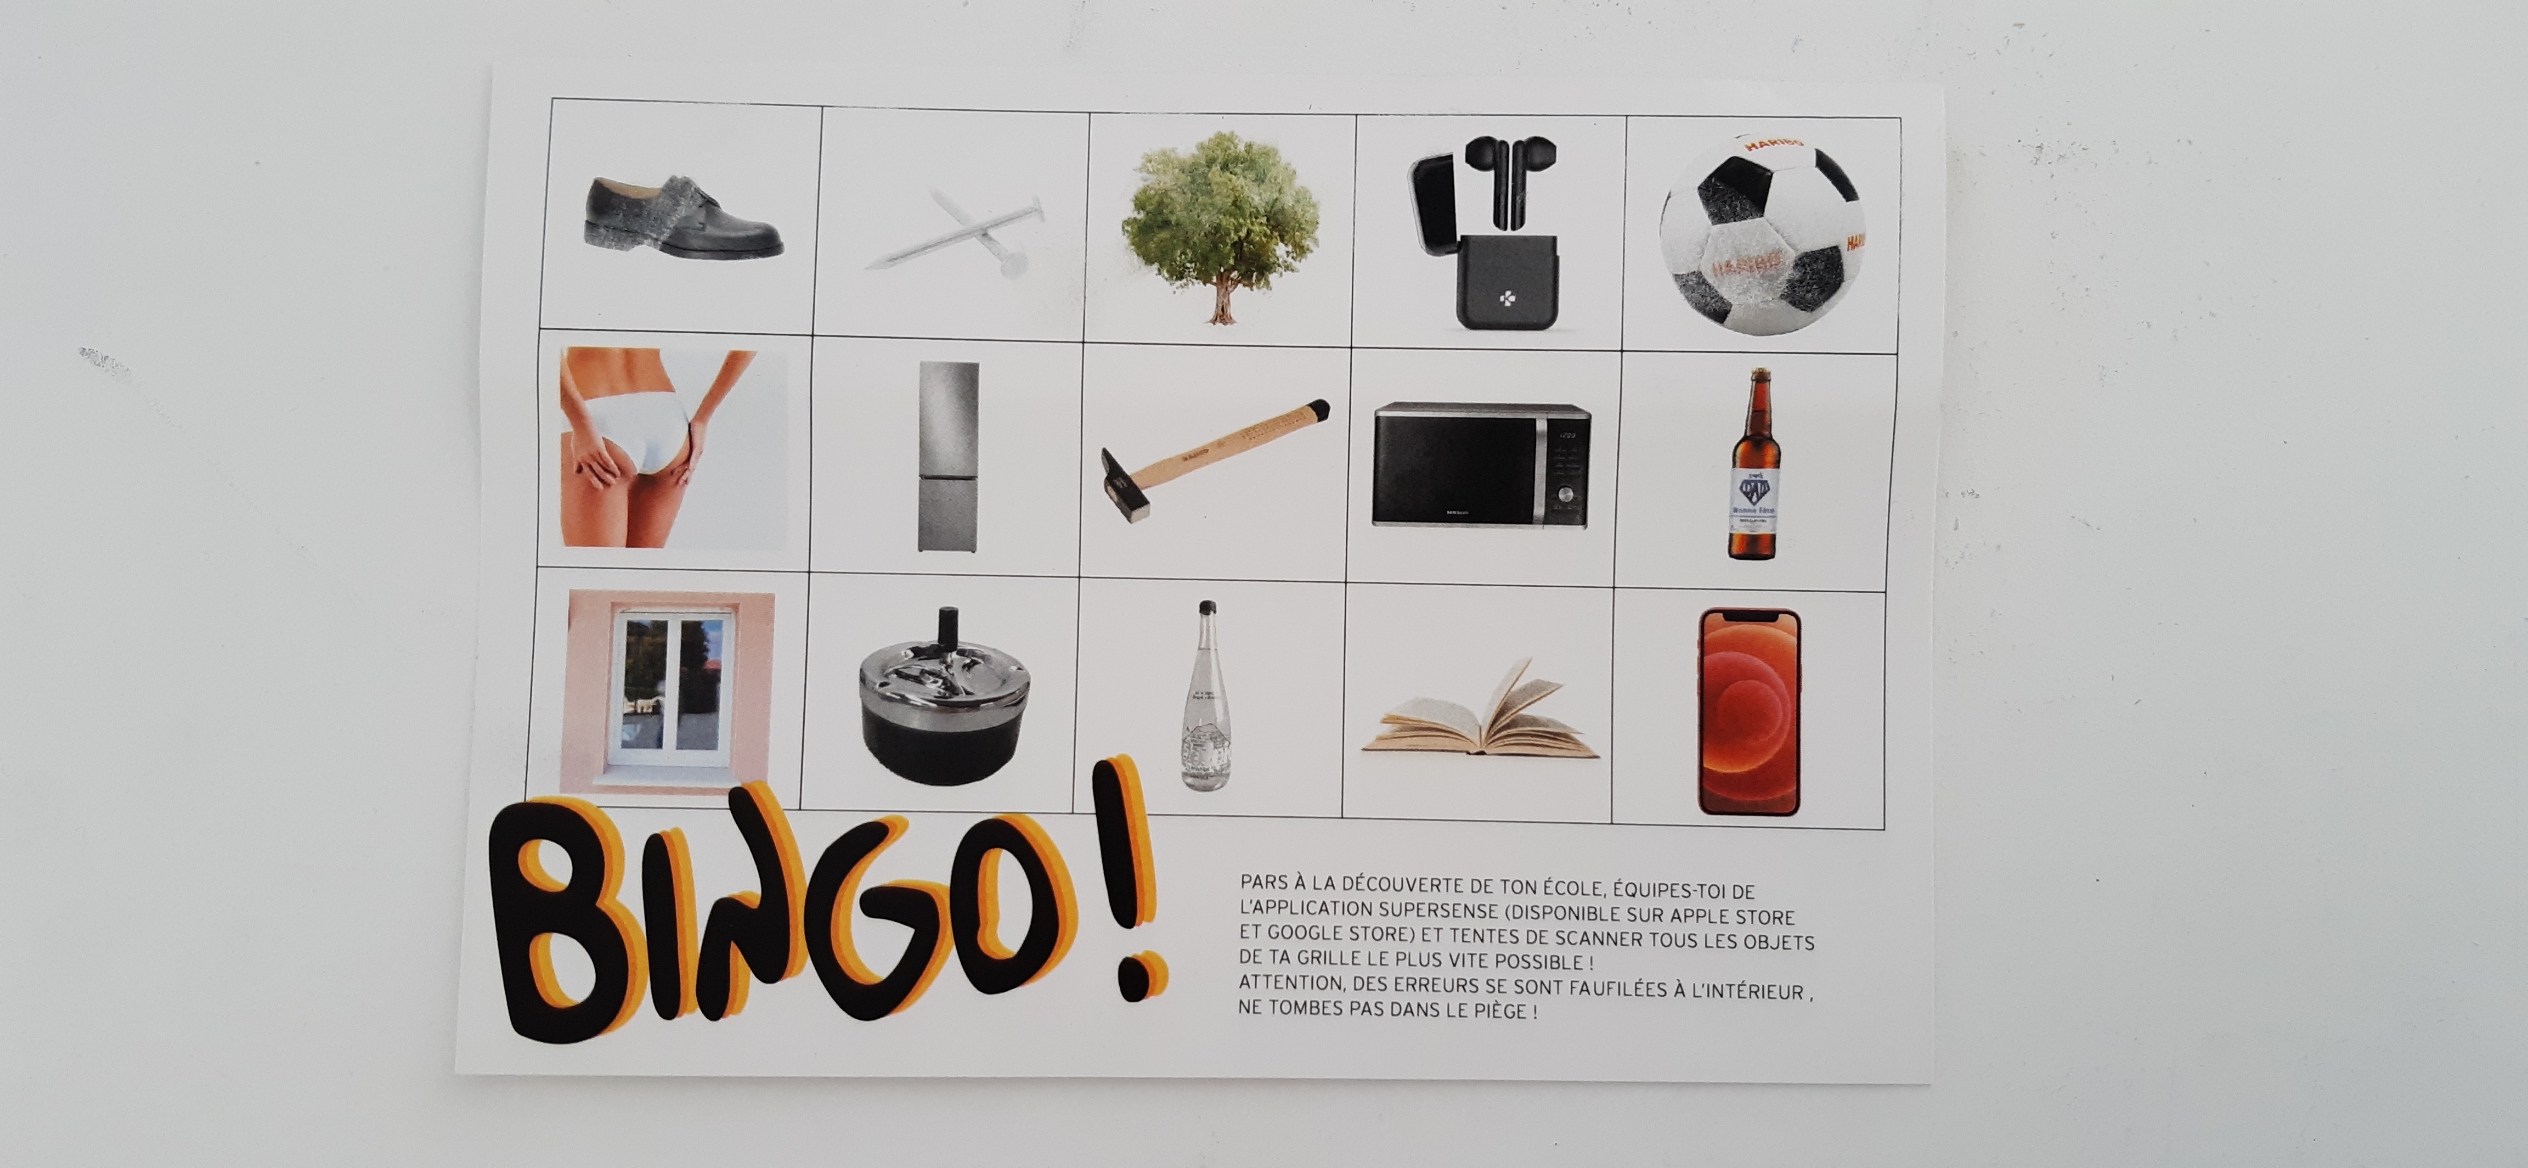 HARIBO
HARIBO
DAD
BINGO!
PARS À LA DÉCOUVERTE DE TON ÉCOLE, ÉQUIPES-TOI DE
L'APPLICATION SUPERSENSE (DISPONIBLE SUR APPLE STORE
ET GOOGLE STORE) ET TENTES DE SCANNER TOUS LES OBJETS
DE TA GRILLE LE PLUS VITE POSSIBLE !
ATTENTION, DES ERREURS SE SONT FAUFILÉES À L'INTÉRIEUR ,
NE TOMBES PAS DANS LE PIÈGE !